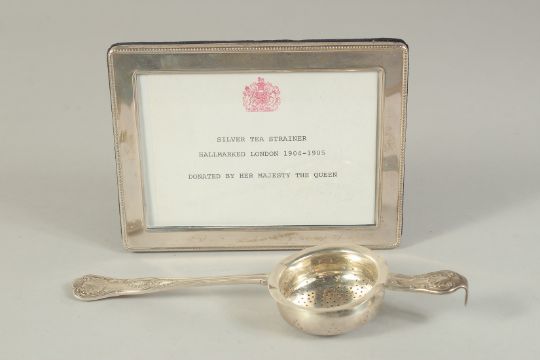 SILVER TEA STRAINER
HALLMARKED LONDON 1904-1905
DONATED BY HER MAJESTY THE QUEEN